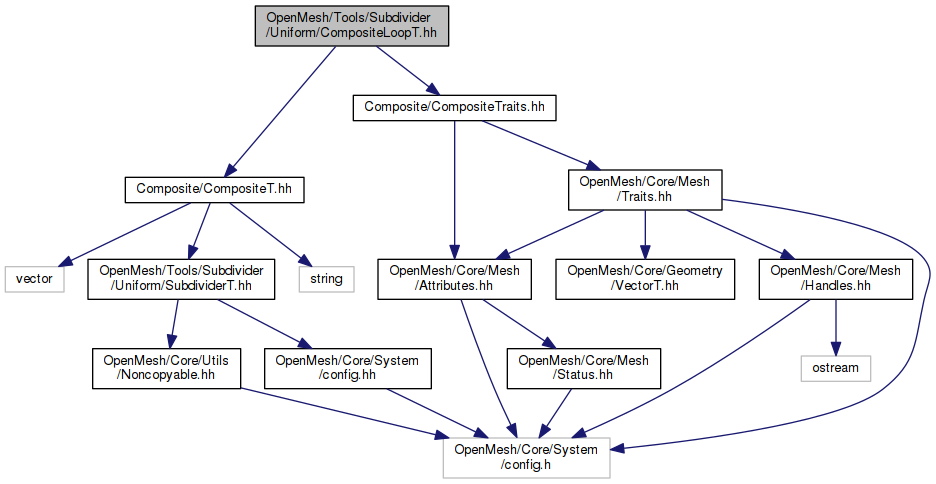 OpenMesh/Tools/Subdivider
/Uniform/CompositeLoopT.hh
Composite/CompositeTraits.hh
Composite/CompositeT.hh
OpenMesh/Core/Mesh
/Traits.hh
vector
OpenMesh/Tools/Subdivider
/Uniform/SubdividerT.hh
string
OpenMesh/Core/Mesh
/Attributes.hh
OpenMesh/Core/Geometry
/VectorT.hh
OpenMesh/Core/Mesh
/Handles.hh
OpenMesh/Core/Utils
/Noncopyable.hh
OpenMesh/Core/System
/config.hh
OpenMesh/Core/Mesh
/Status.hh
ostream
OpenMesh/Core/System
/config.h